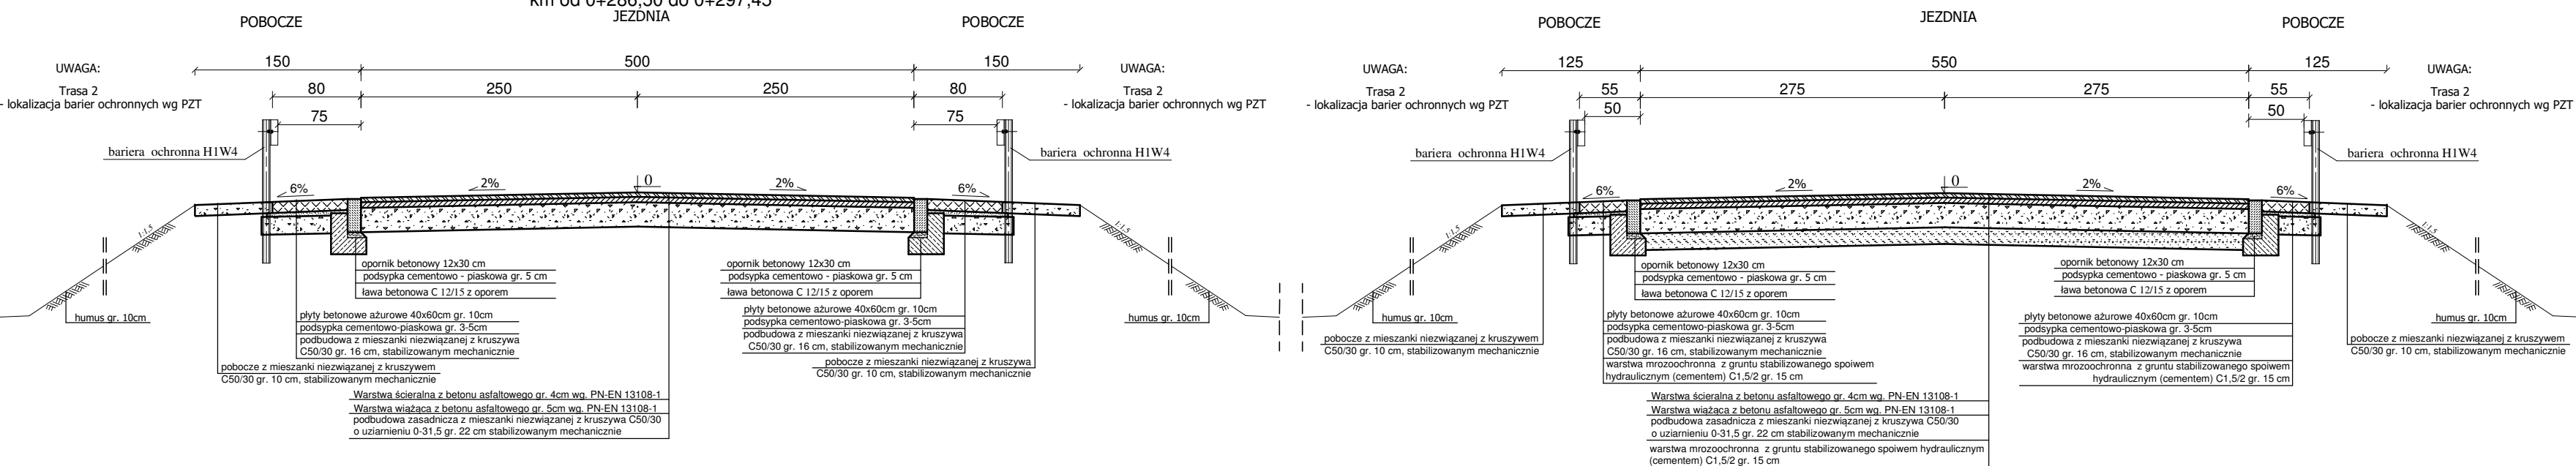 km od 0+286,50 do 0+297,45
POBOCZE
JEZDNIA
POBOCZE
150
500
150
UWAGA:
Trasa 2
- lokalizacja barier ochronnych wg PZT
80
250
250
80
UWAGA:
Trasa 2
- lokalizacja barier ochronnych wg PZT
75
75
bariera ochronna H1W4
bariera ochronna H1W4
6%
2%
0
2%
6%
1:1,5
1:1,5
opornik betonowy 12x30 cm
podsypka cementowo - piaskowa gr. 5 cm
ława betonowa C 12/15 z oporem
opornik betonowy 12x30 cm
podsypka cementowo - piaskowa gr. 5 cm
ława betonowa C 12/15 z oporem
humus gr. 10cm
humus gr. 10cm
płyty betonowe ażurowe 40x60cm gr. 10cm
podsypka cementowo-piaskowa gr. 3-5cm
podbudowa z mieszanki niezwiązanej z kruszywa
C50/30 gr. 16 cm, stabilizowanym mechanicznie
płyty betonowe ażurowe 40x60cm gr. 10cm
podsypka cementowo-piaskowa gr. 3-5cm
podbudowa z mieszanki niezwiązanej z kruszywa
C50/30 gr. 16 cm, stabilizowanym mechanicznie
pobocze z mieszanki niezwiązanej z kruszywem
C50/30 gr. 10 cm, stabilizowanym mechanicznie
pobocze z mieszanki niezwiązanej z kruszywa
C50/30 gr. 10 cm, stabilizowanym mechanicznie
Warstwa ścieralna z betonu asfaltowego gr. 4cm wg. PN-EN 13108-1
Warstwa wiążąca z betonu asfaltowego gr. 5cm wg. PN-EN 13108-1
podbudowa zasadnicza z mieszanki niezwiązanej z kruszywa C50/30
o uziarnieniu 0-31,5 gr. 22 cm stabilizowanym mechanicznie
POBOCZE
JEZDNIA
POBOCZE
125
550
125
UWAGA:
Trasa 2
- lokalizacja barier ochronnych wg PZT
55
275
275
55
UWAGA:
Trasa 2
- lokalizacja barier ochronnych wg PZT
50
50
bariera ochronna H1W4
bariera ochronna H1W4
6%
2%
0
2%
6%
1:1,5
1:1,5
opornik betonowy 12x30 cm
podsypka cementowo - piaskowa gr. 5 cm
ława betonowa C 12/15 z oporem
opornik betonowy 12x30 cm
podsypka cementowo - piaskowa gr. 5 cm
ława betonowa C 12/15 z oporem
humus gr. 10cm
humus gr. 10cm
pobocze z mieszanki niezwiązanej z kruszywem
C50/30 gr. 10 cm, stabilizowanym mechanicznie
płyty betonowe ażurowe 40x60cm gr. 10cm
podsypka cementowo-piaskowa gr. 3-5cm
podbudowa z mieszanki niezwiązanej z kruszywa
C50/30 gr. 16 cm, stabilizowanym mechanicznie
warstwa mrozoochronna z gruntu stabilizowanego spoiwem
hydraulicznym (cementem) C1,5/2 gr. 15 cm
płyty betonowe ażurowe 40x60cm gr. 10cm
podsypka cementowo-piaskowa gr. 3-5cm
podbudowa z mieszanki niezwiązanej z kruszywa
C50/30 gr. 16 cm, stabilizowanym mechanicznie
warstwa mrozoochronna z gruntu stabilizowanego spoiwem
hydraulicznym (cementem) C1,5/2 gr. 15 cm
pobocze z mieszanki niezwiązanej z kruszywem
C50/30 gr. 10 cm, stabilizowanym mechanicznie
Warstwa ścieralna z betonu asfaltowego gr. 4cm wg. PN-EN 13108-1
Warstwa wiążąca z betonu asfaltowego gr. 5cm wg. PN-EN 13108-1
podbudowa zasadnicza z mieszanki niezwiązanej z kruszywa C50/30
o uziarnieniu 0-31,5 gr. 22 cm stabilizowanym mechanicznie
warstwa mrozoochronna z gruntu stabilizowanego spoiwem hydraulicznym
(cementem) C1,5/2 gr. 15 cm